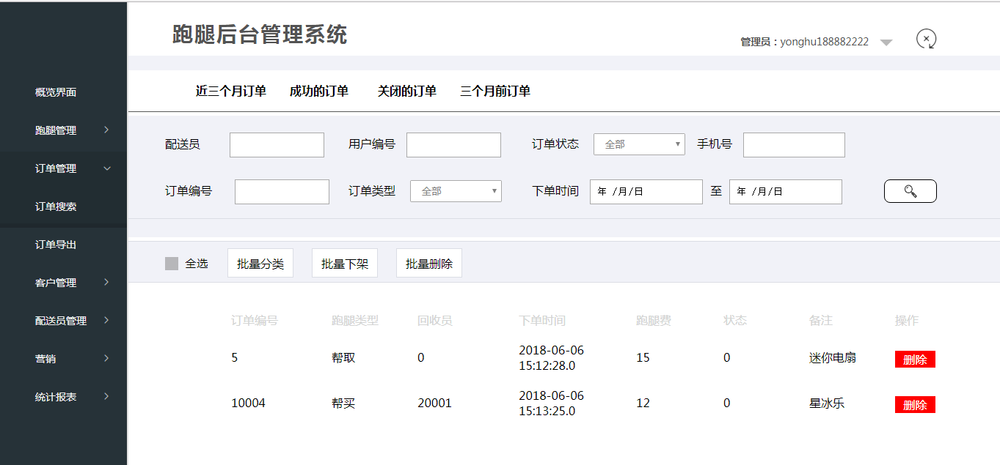 跑腿后台管理系统
管理员：yonghu188882222
概览界面
跑腿管理
订单管理
订单搜索
订单导出
客户管理
配送员管理
营销
统计报表
近三个月订单 成功的订单 关闭的订单 三个月前订单
配送员 用户编号 订单状态 全部 手机号
订单编号 订单类型 全部 下单时间 年 /月/日 至 年 /月/日
全选 批量分类 批量下架 批量删除
订单编号 跑腿类型 回收员 下单时间 跑腿费 状态 备注 操作
5 帮取 0 2018-06-06 15 0 迷你电扇 删除
15:12:28.0
10004 帮买 20001 2018-06-06 12 0 星冰乐 删除
15:13:25.0